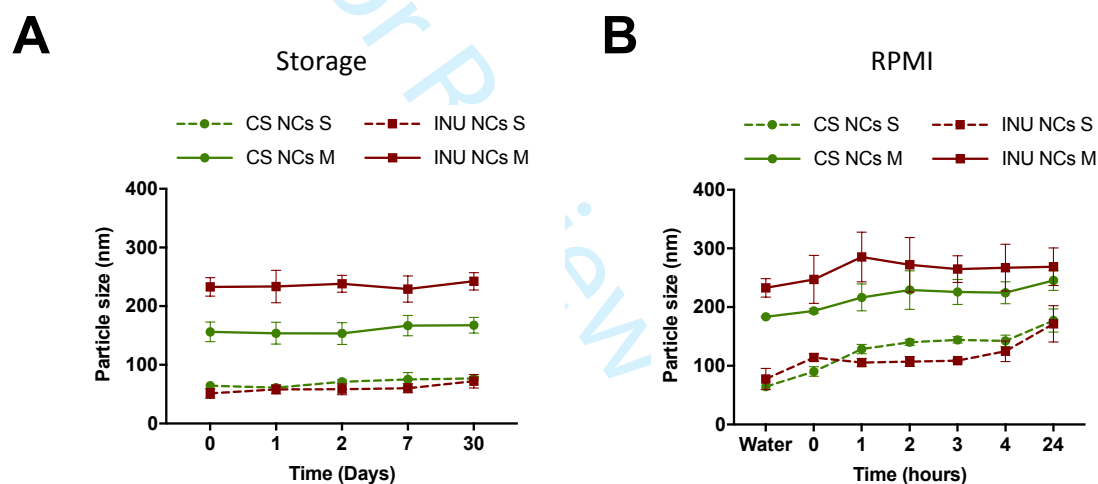 A
Storage
CS NCs S
INU NCs S
CS NCs M
INU NCs M
Particle size (nm)
400
300
200
100
0
0 1 2 7 30
Time (Days)
B
RPMI
CS NCs S
INU NCs S
CS NCs M
INU NCs M
Particle size (nm)
400
300
200
100
0
Water 0 1 2 3 4 24
Time (hours)